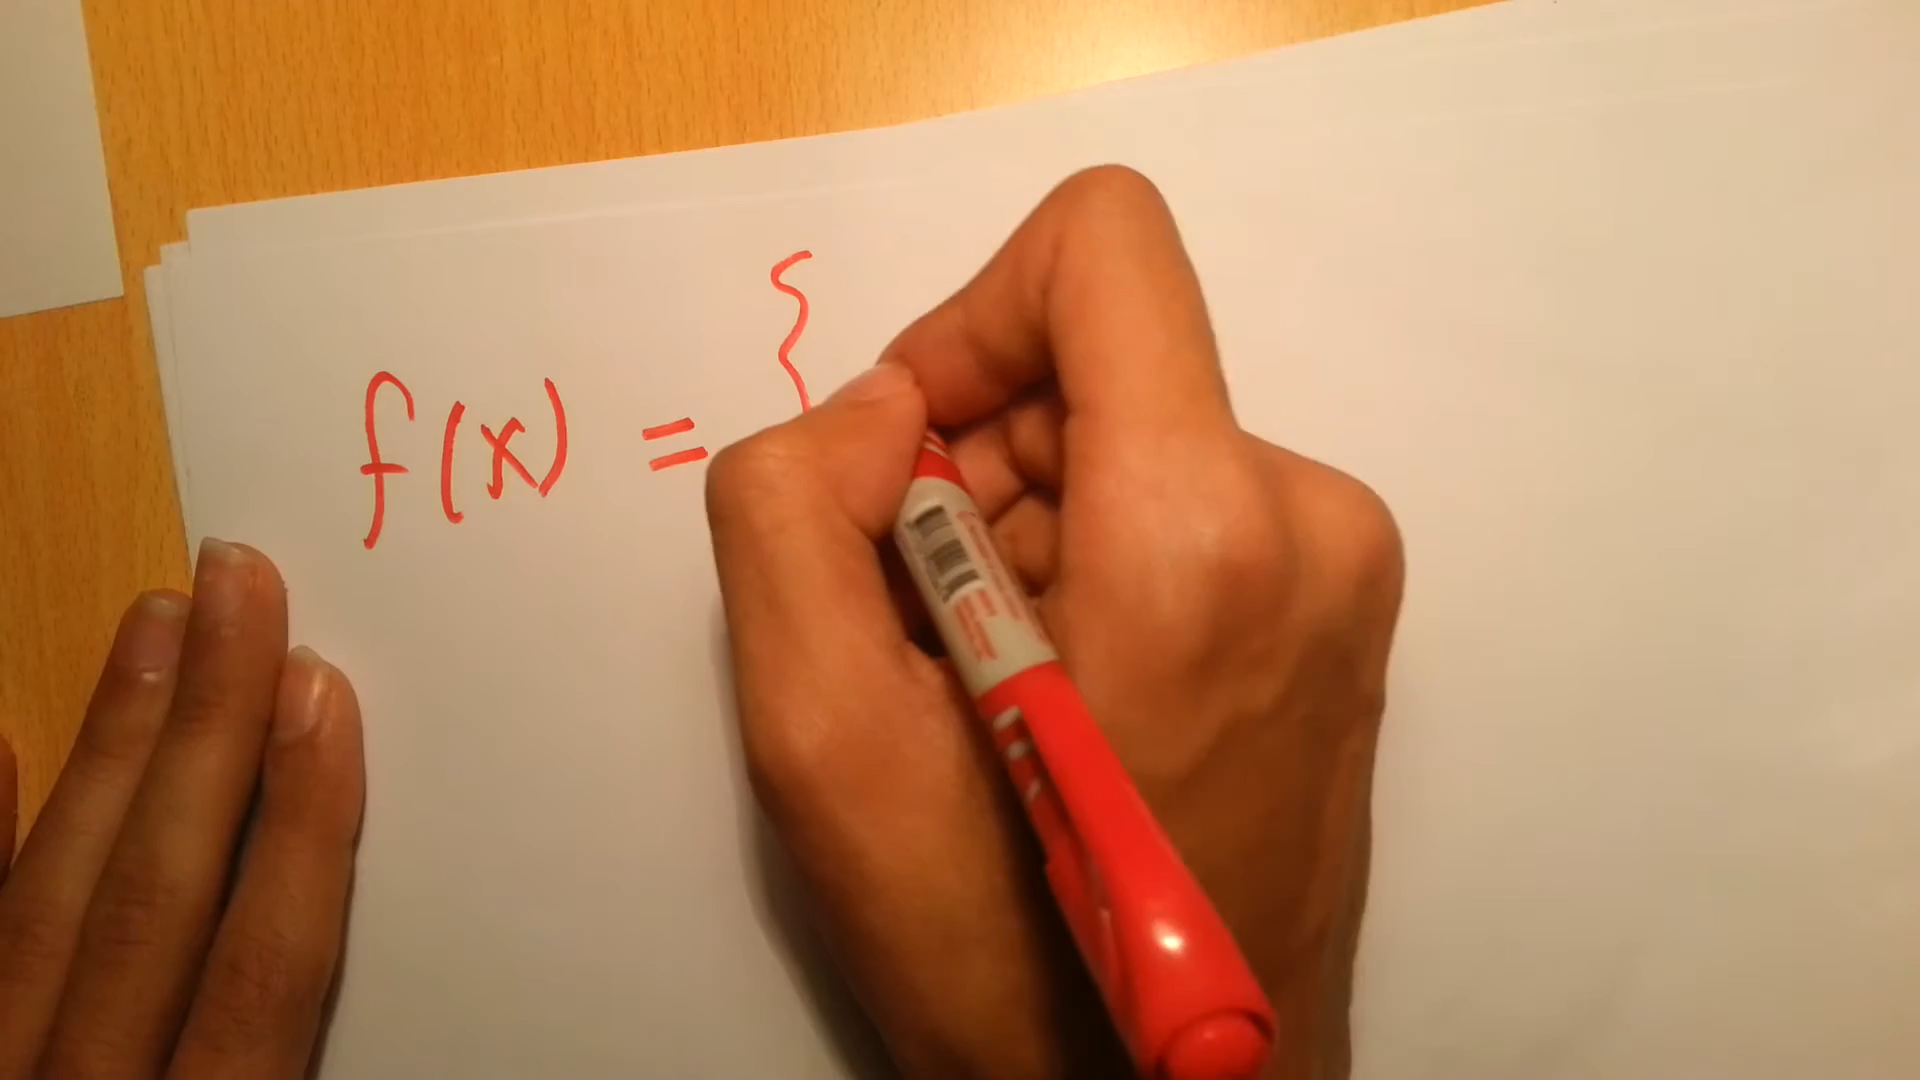 f(x) = {